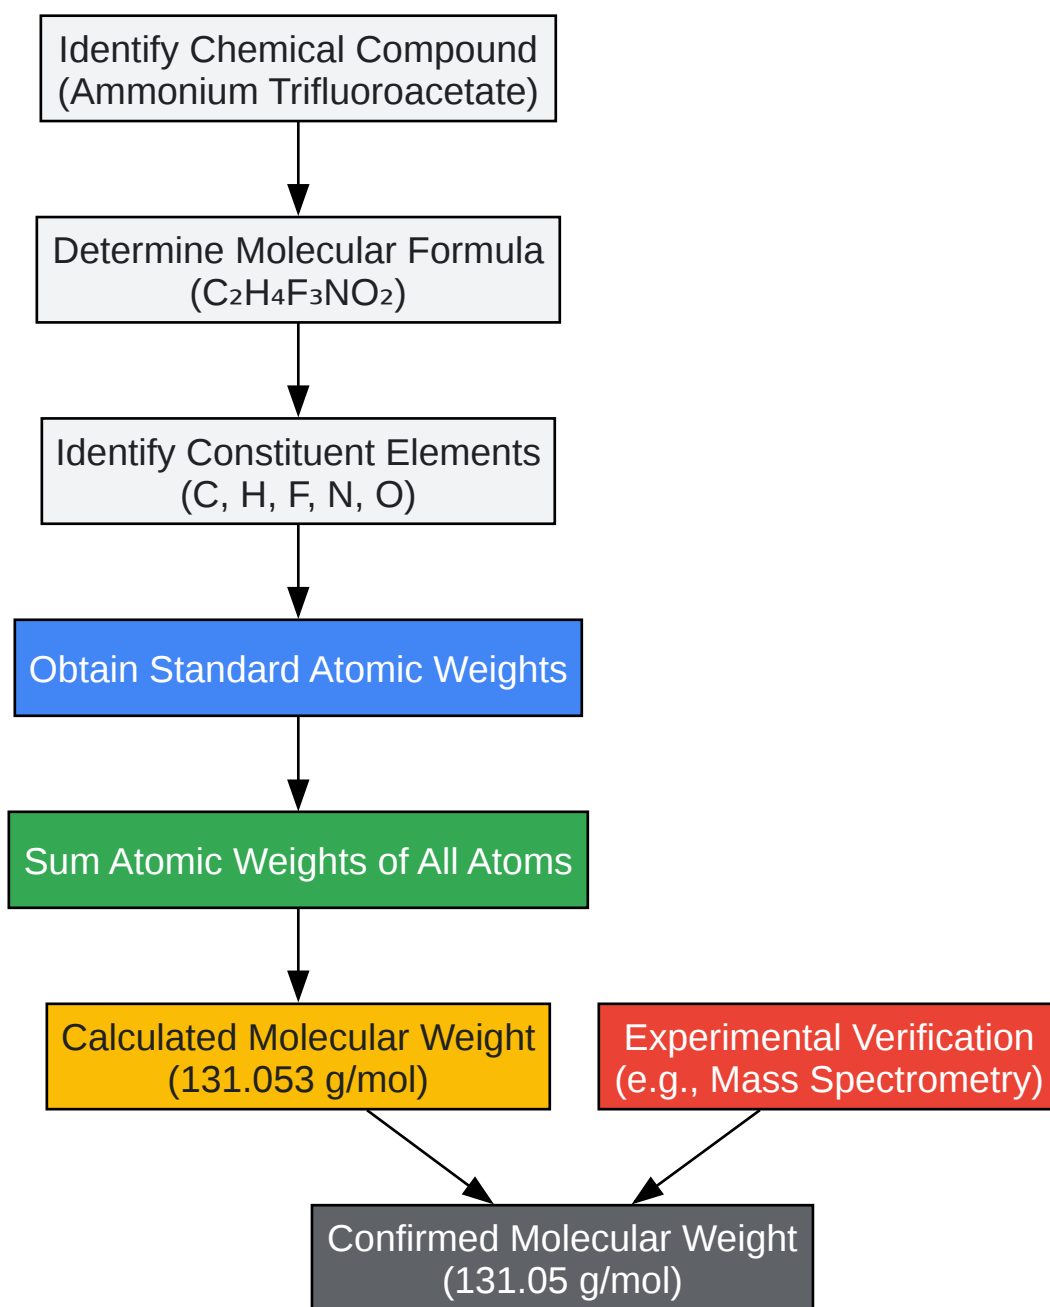 Identify Chemical Compound
(Ammonium Trifluoroacetate)
Determine Molecular Formula
(C₂H₄F₃NO₂)
Identify Constituent Elements
(C, H, F, N, O)
Obtain Standard Atomic Weights
Sum Atomic Weights of All Atoms
Calculated Molecular Weight
(131.053 g/mol)
Experimental Verification
(e.g., Mass Spectrometry)
Confirmed Molecular Weight
(131.05 g/mol)